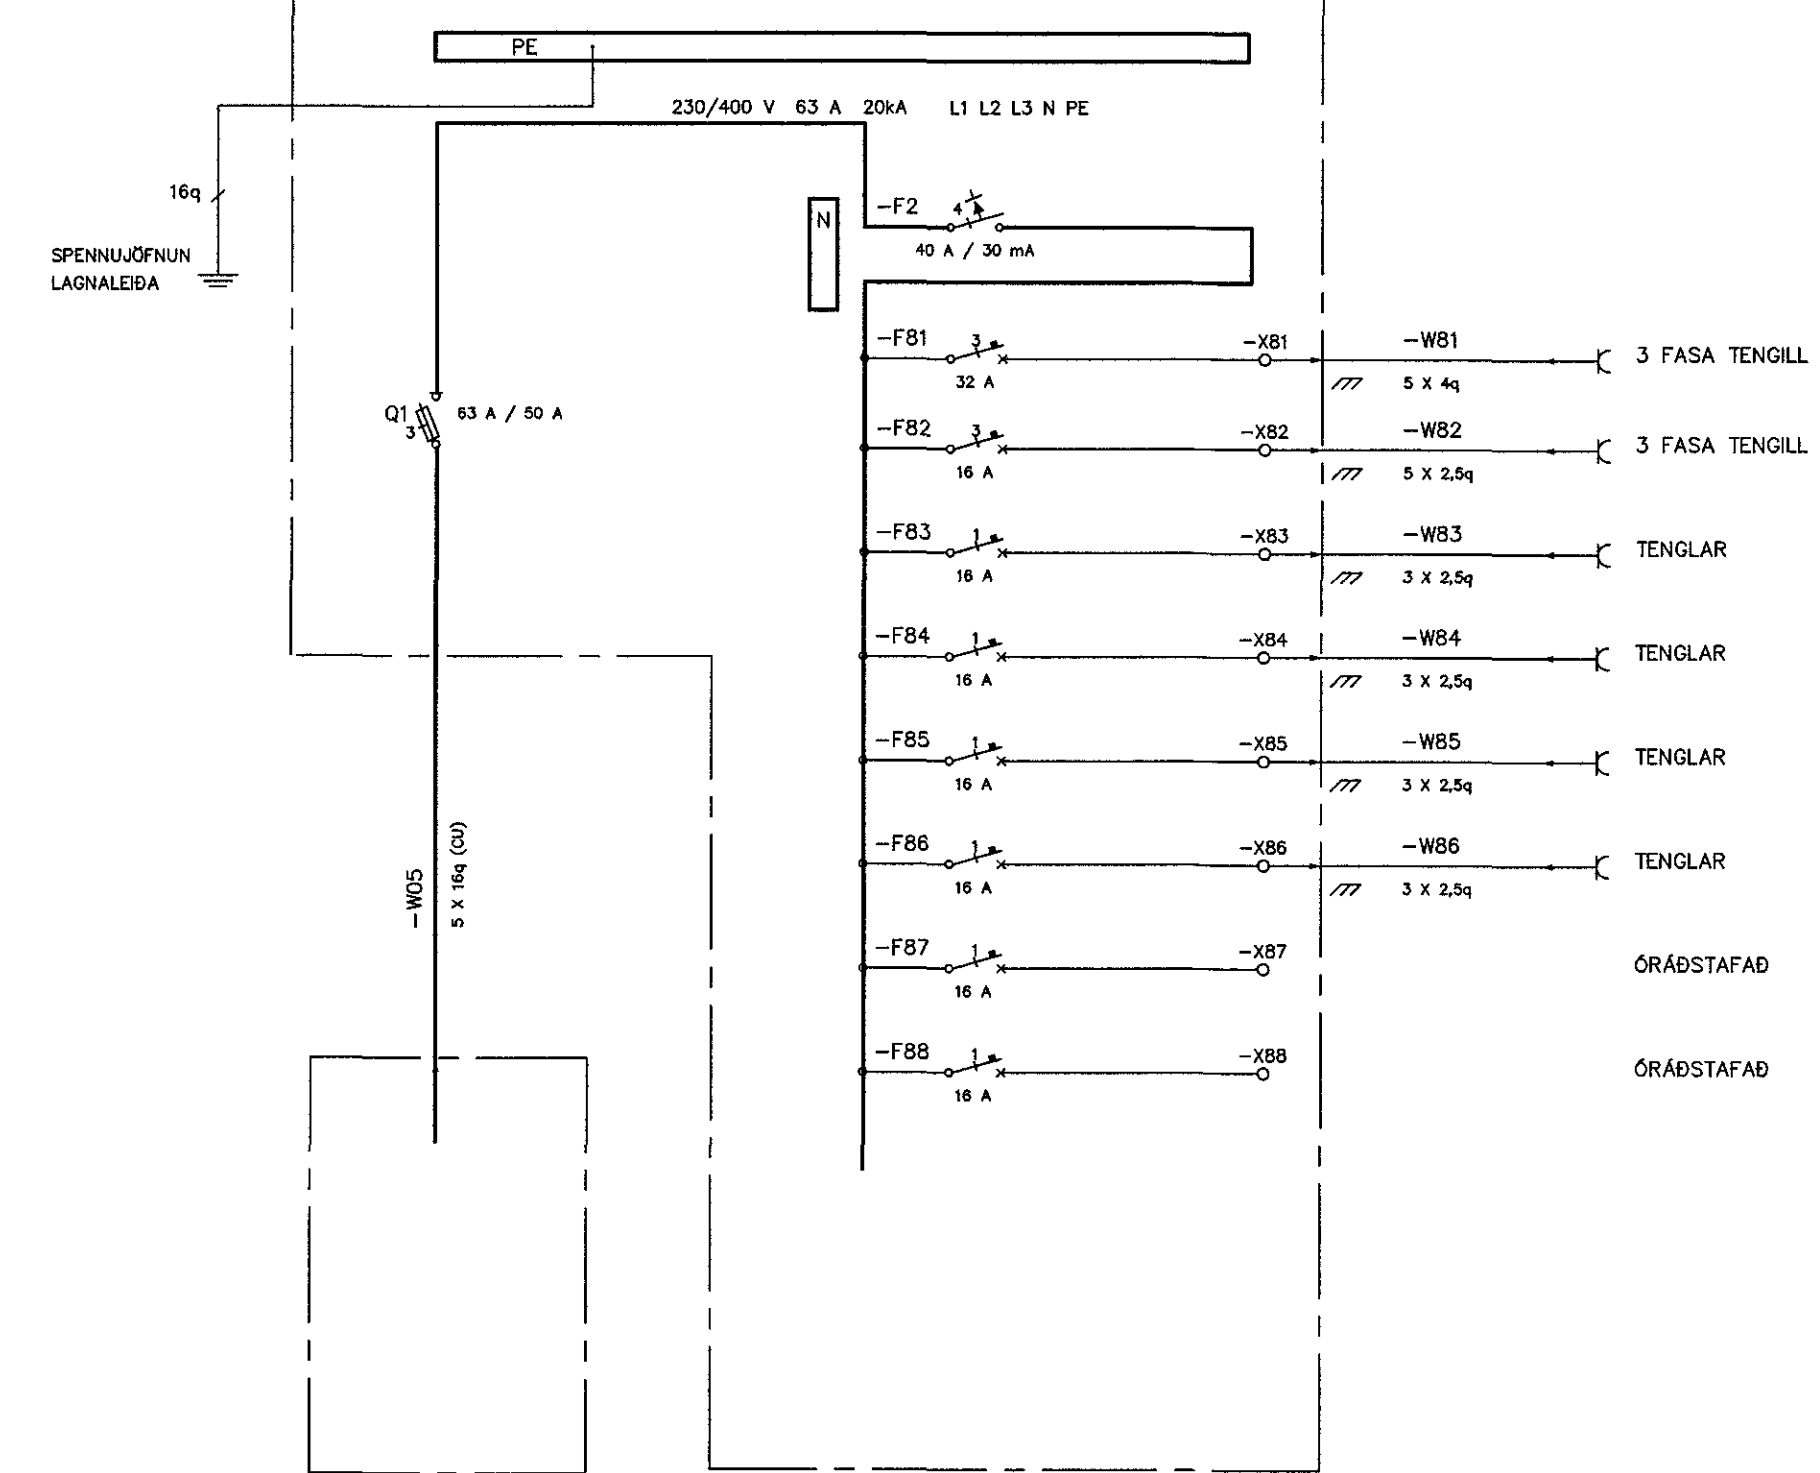 PE
230/400 V 63 A 20kA L1 L2 L3 N PE
16q
SPENNUJÖFNUN
LAGNALEIÐA
N
-F2
4
40 A / 30 mA
Q1
3
63 A / 50 A
-W05
5 X 16q (CU)
-F81 3 -X81 -W81 3 FASA TENGILL
32 A 5 X 4q
-F82 3 -X82 -W82 3 FASA TENGILL
16 A 5 X 2,5q
-F83 1 -X83 -W83 TENGLAR
16 A 3 X 2,5q
-F84 1 -X84 -W84 TENGLAR
16 A 3 X 2,5q
-F85 1 -X85 -W85 TENGLAR
16 A 3 X 2,5q
-F86 1 -X86 -W86 TENGLAR
16 A 3 X 2,5q
-F87 1 -X87 ÓRÁÐSTAFAÐ
16 A
-F88 1 -X88 ÓRÁÐSTAFAÐ
16 A